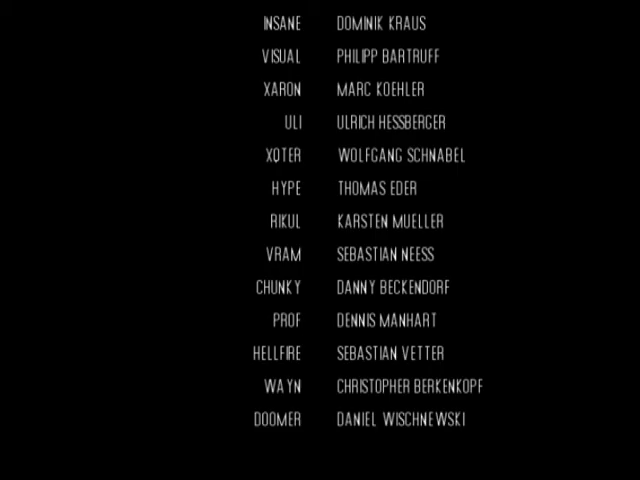 INSANE DOMINIK KRAUS
VISUAL PHILIPP BARTRUFF
XARON MARC KOEHLER
ULI ULRICH HESSBERGER
XOTER WOLFGANG SCHNABEL
HYPE THOMAS EDER
RIKUL KARSTEN MUELLER
VRAM SEBASTIAN NEESS
CHUNKY DANNY BECKENDORF
PROF DENNIS MANHART
HELLFIRE SEBASTIAN VETTER
WAYN CHRISTOPHER BERKENKOPF
DOOMER DANIEL WISCHNEWSKI